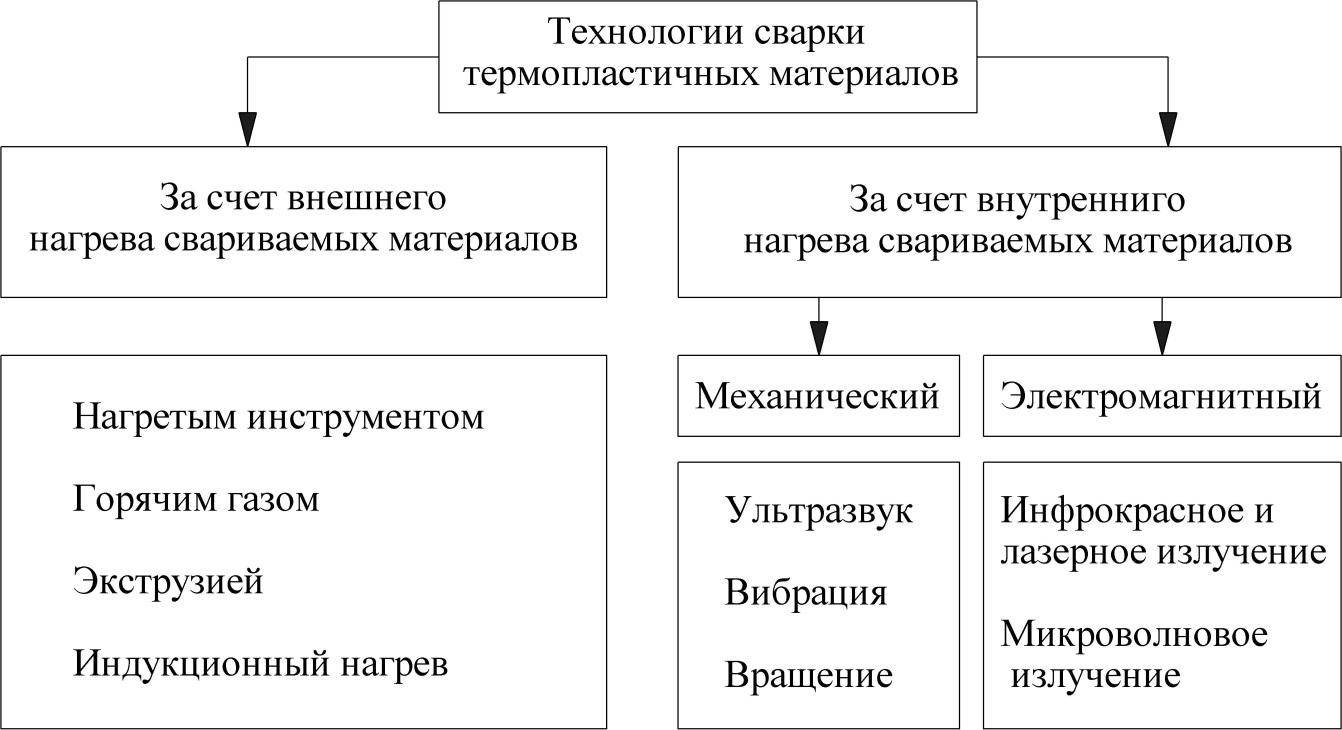 Технологии сварки
термопластичных материалов
За счет внешнего
нагрева свариваемых материалов
За счет внутренниго
нагрева свариваемых материалов
Нагретым инструментом
Горячим газом
Экструзией
Индукционный нагрев
Механический
Ультразвук
Вибрация
Вращение
Электромагнитный
Инфрокрасное и
лазерное излучение
Микроволновое
излучение